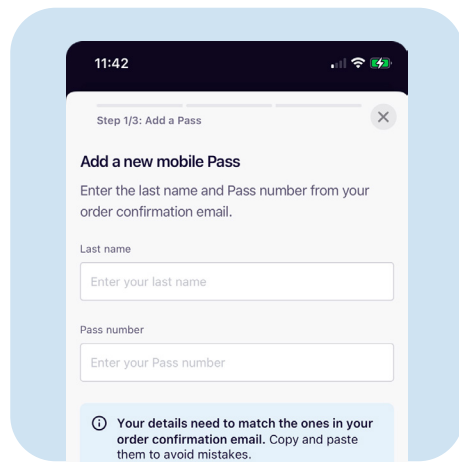 11:42
Step 1/3: Add a Pass
Add a new mobile Pass
Enter the last name and Pass number from your
order confirmation email.
Last name
Enter your last name
Pass number
Enter your Pass number
Your details need to match the ones in your
order confirmation email. Copy and paste
them to avoid mistakes.